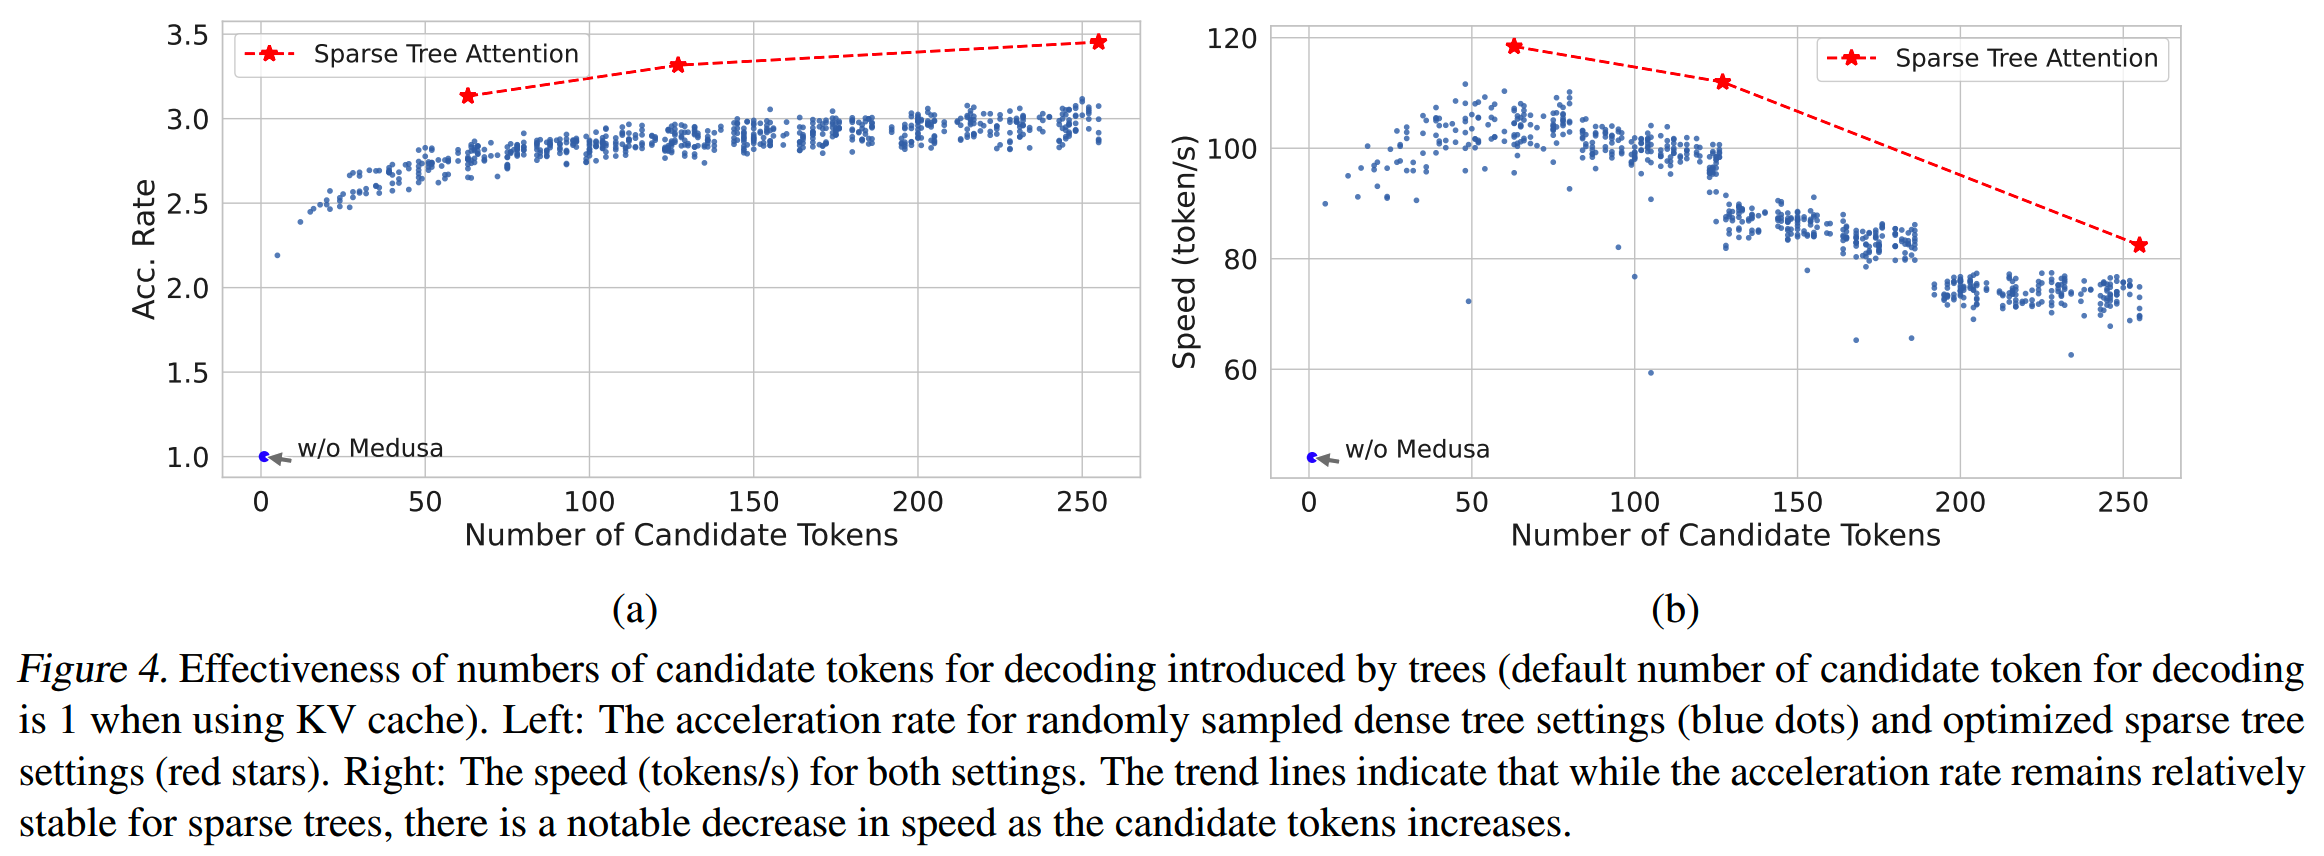 3.5
3.0
2.5
2.0
1.5
1.0
Acc. Rate
Sparse Tree Attention
w/o Medusa
0 50 100 150 200 250
Number of Candidate Tokens
(a)
120
100
80
60
Speed (token/s)
Sparse Tree Attention
w/o Medusa
0 50 100 150 200 250
Number of Candidate Tokens
(b)
Figure 4. Effectiveness of numbers of candidate tokens for decoding introduced by trees (default number of candidate token for decoding
is 1 when using KV cache). Left: The acceleration rate for randomly sampled dense tree settings (blue dots) and optimized sparse tree
settings (red stars). Right: The speed (tokens/s) for both settings. The trend lines indicate that while the acceleration rate remains relatively
stable for sparse trees, there is a notable decrease in speed as the candidate tokens increases.